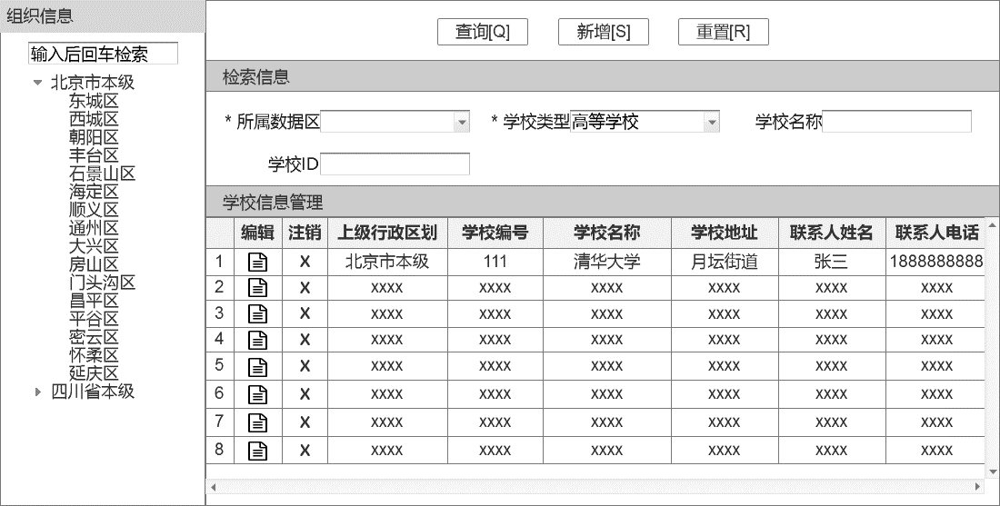 组织信息
输入后回车检索
北京市本级
东城区
西城区
朝阳区
丰台区
石景山区
海定区
顺义区
通州区
大兴区
房山区
门头沟区
昌平区
平谷区
密云区
怀柔区
延庆区
四川省本级
查询[Q] 新增[S] 重置[R]
检索信息
* 所属数据区 * 学校类型 高等学校 学校名称
学校ID
学校信息管理
编辑 注销 上级行政区划 学校编号 学校名称 学校地址 联系人姓名 联系人电话
1 X 北京市本级 111 清华大学 月坛街道 张三 1888888888
2 X xxxx xxxx xxxx xxxx xxxx xxxx
3 X xxxx xxxx xxxx xxxx xxxx xxxx
4 X xxxx xxxx xxxx xxxx xxxx xxxx
5 X xxxx xxxx xxxx xxxx xxxx xxxx
6 X xxxx xxxx xxxx xxxx xxxx xxxx
7 X xxxx xxxx xxxx xxxx xxxx xxxx
8 X xxxx xxxx xxxx xxxx xxxx xxxx